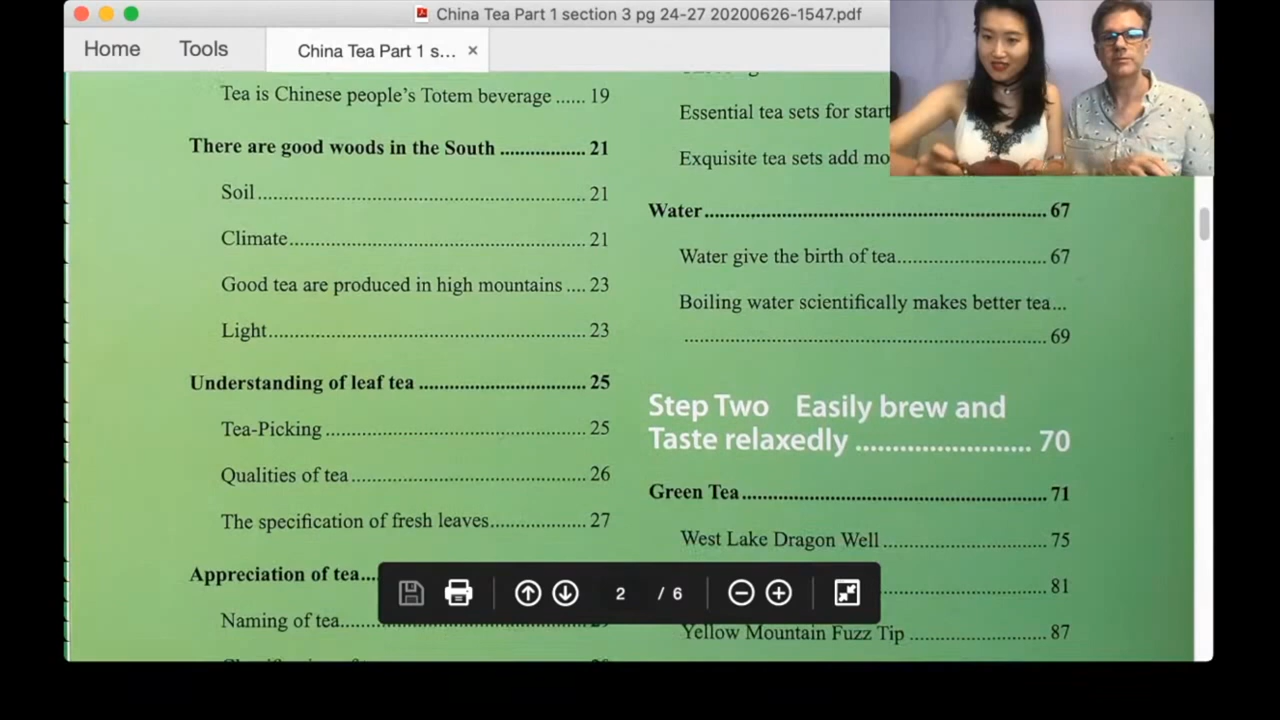 China Tea Part 1 section 3 pg 24-27 20200626-1547.pdf
Home
Tools
China Tea Part 1 s...
Tea is Chinese people's Totem beverage ...... 19
There are good woods in the South ................ 21
Soil .............................................................. 21
Climate ........................................................ 21
Good tea are produced in high mountains .... 23
Light ............................................................ 23
Understanding of leaf tea ............................... 25
Tea-Picking ................................................. 25
Qualities of tea ............................................ 26
The specification of fresh leaves ................. 27
Appreciation of tea....
Naming of tea
Essential tea sets for start
Exquisite tea sets add mo
Water ................................................................ 67
Water give the birth of tea ........................... 67
Boiling water scientifically makes better tea...
.................................................................... 69
Step Two Easily brew and
Taste relaxedly .......................... 70
Green Tea ......................................................... 71
West Lake Dragon Well .............................. 75
81
Yellow Mountain Fuzz Tip ......................... 87
2 / 6